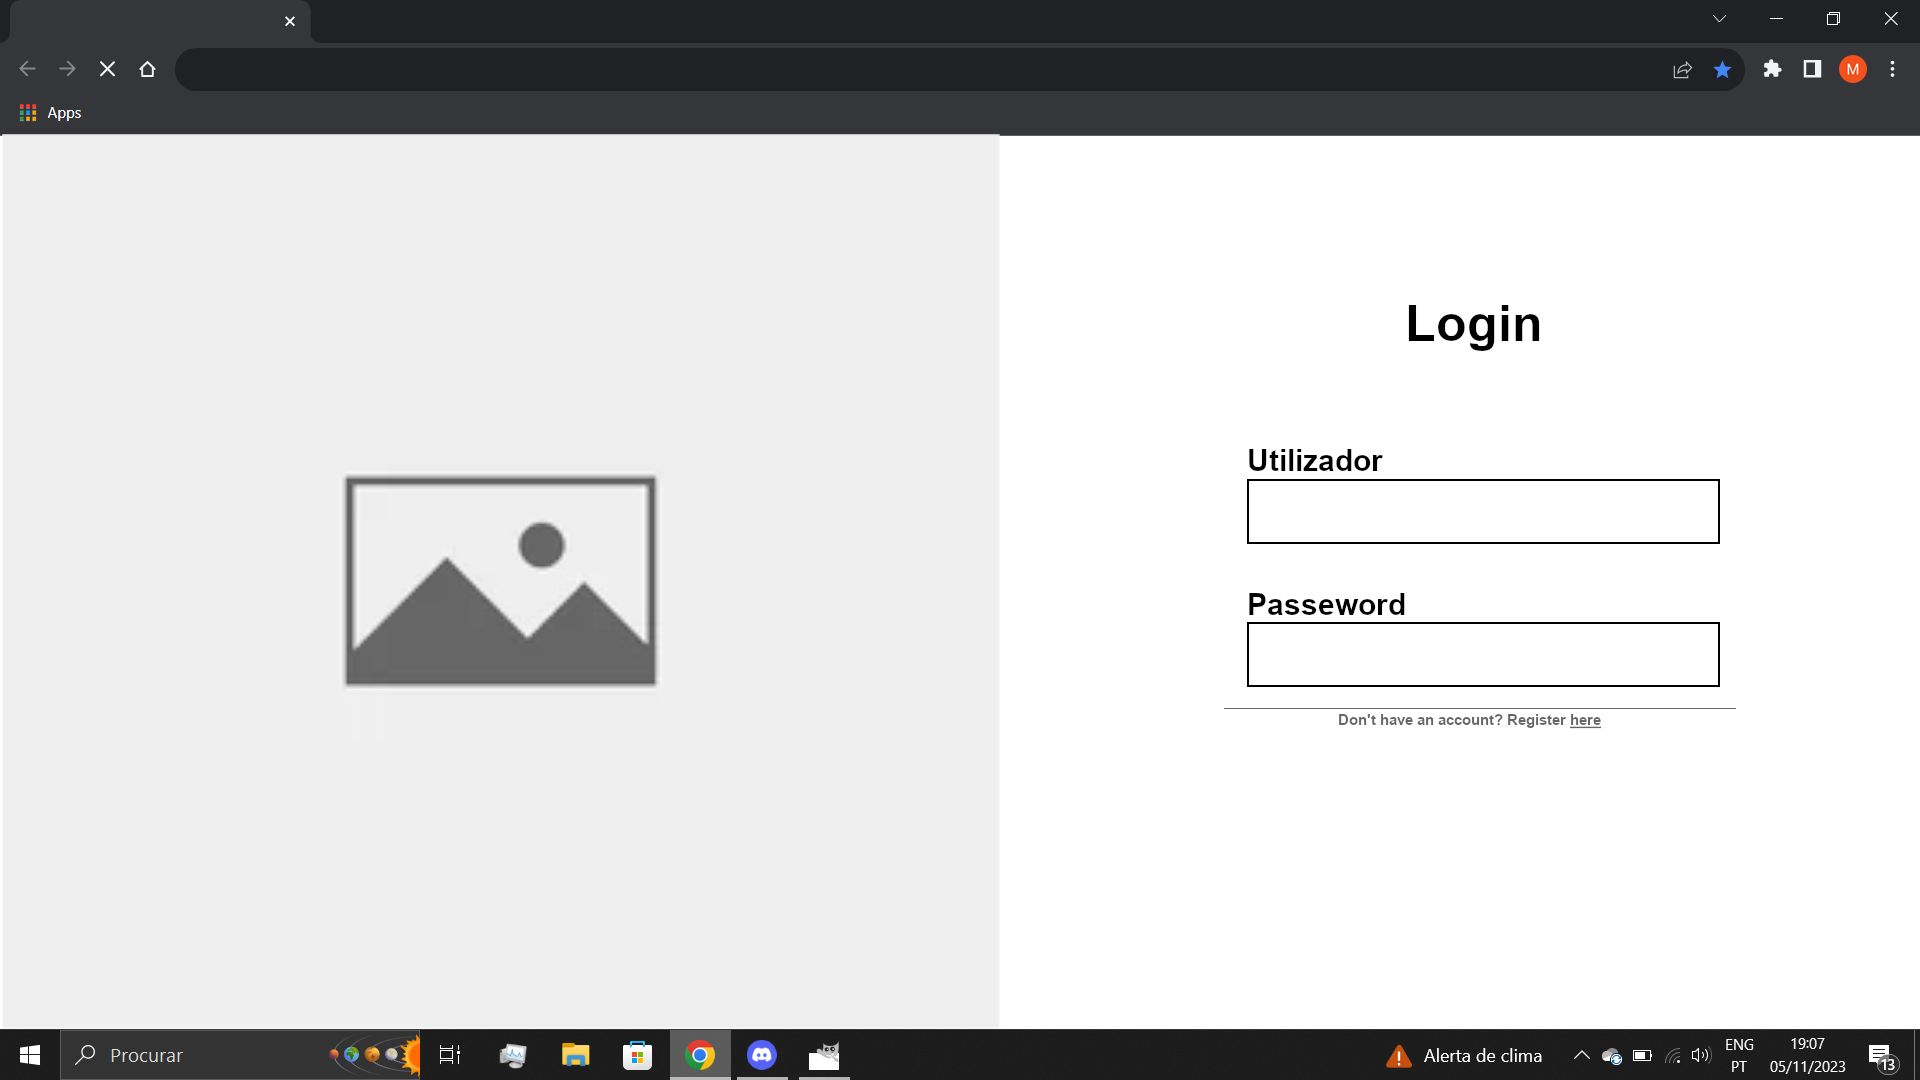 M
Apps
Login
Utilizador
Passeword
Don't have an account? Register here
Procurar
Alerta de clima
ENG
PT
19:07
05/11/2023
13